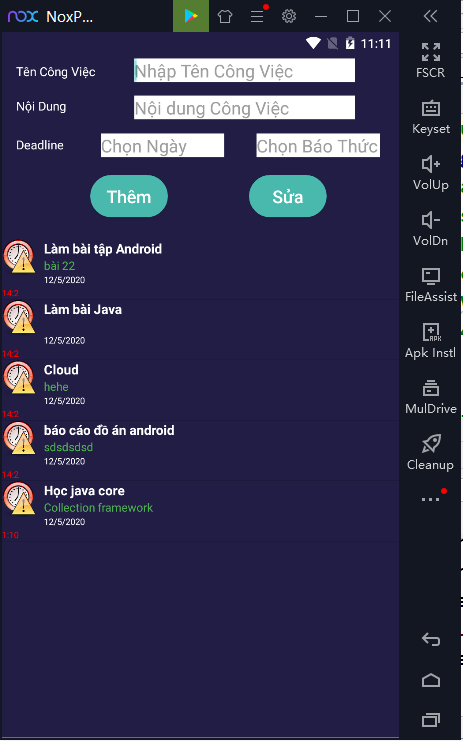 nox NoxP...
11:11
Tên Công Việc Nhập Tên Công Việc
Nội Dung Nội dung Công Việc
Deadline Chọn Ngày Chọn Báo Thức
Thêm Sửa
Làm bài tập Android
bài 22
12/5/2020
14:2
Làm bài Java
12/5/2020
14:2
Cloud
hehe
12/5/2020
14:2
báo cáo đồ án android
sdsdsdsd
12/5/2020
14:2
Học java core
Collection framework
12/5/2020
1:10
FSCR
Keyset
VolUp
VolDn
FileAssist
APK
Apk Instl
MulDrive
Cleanup